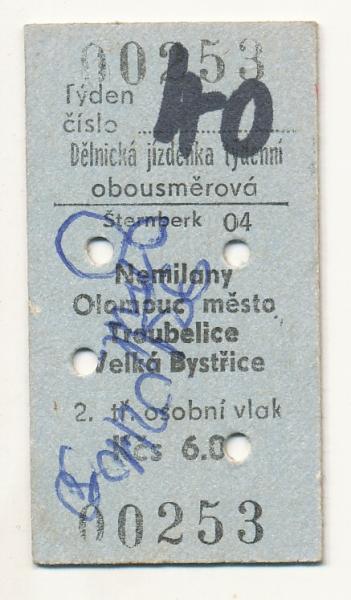 00253
Týden 40
číslo
Dělnická jízdenka týdenní
obousměrová
Šternberk 04
Nemilany
Olomouc město
Troubelice
Velká Bystřice
2. tř. osobní vlak
Kčs 6.0
00253